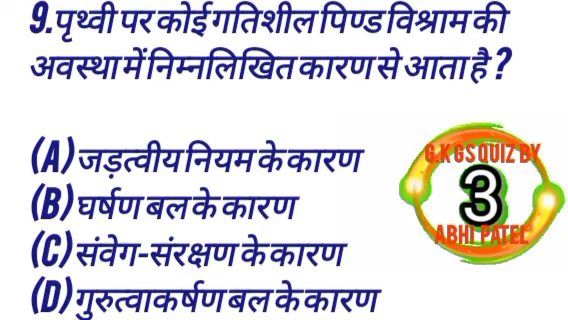 9.पृथ्वी पर कोई गतिशील पिण्ड विश्राम की
अवस्था में निम्नलिखित कारण से आता है ?
(A) जड़त्वीय नियम के कारण
(B) घर्षण बल के कारण
(C) संवेग-संरक्षण के कारण
(D) गुरुत्वाकर्षण बल के कारण
G.K GS QUIZ BY
3
ABHI PATEL